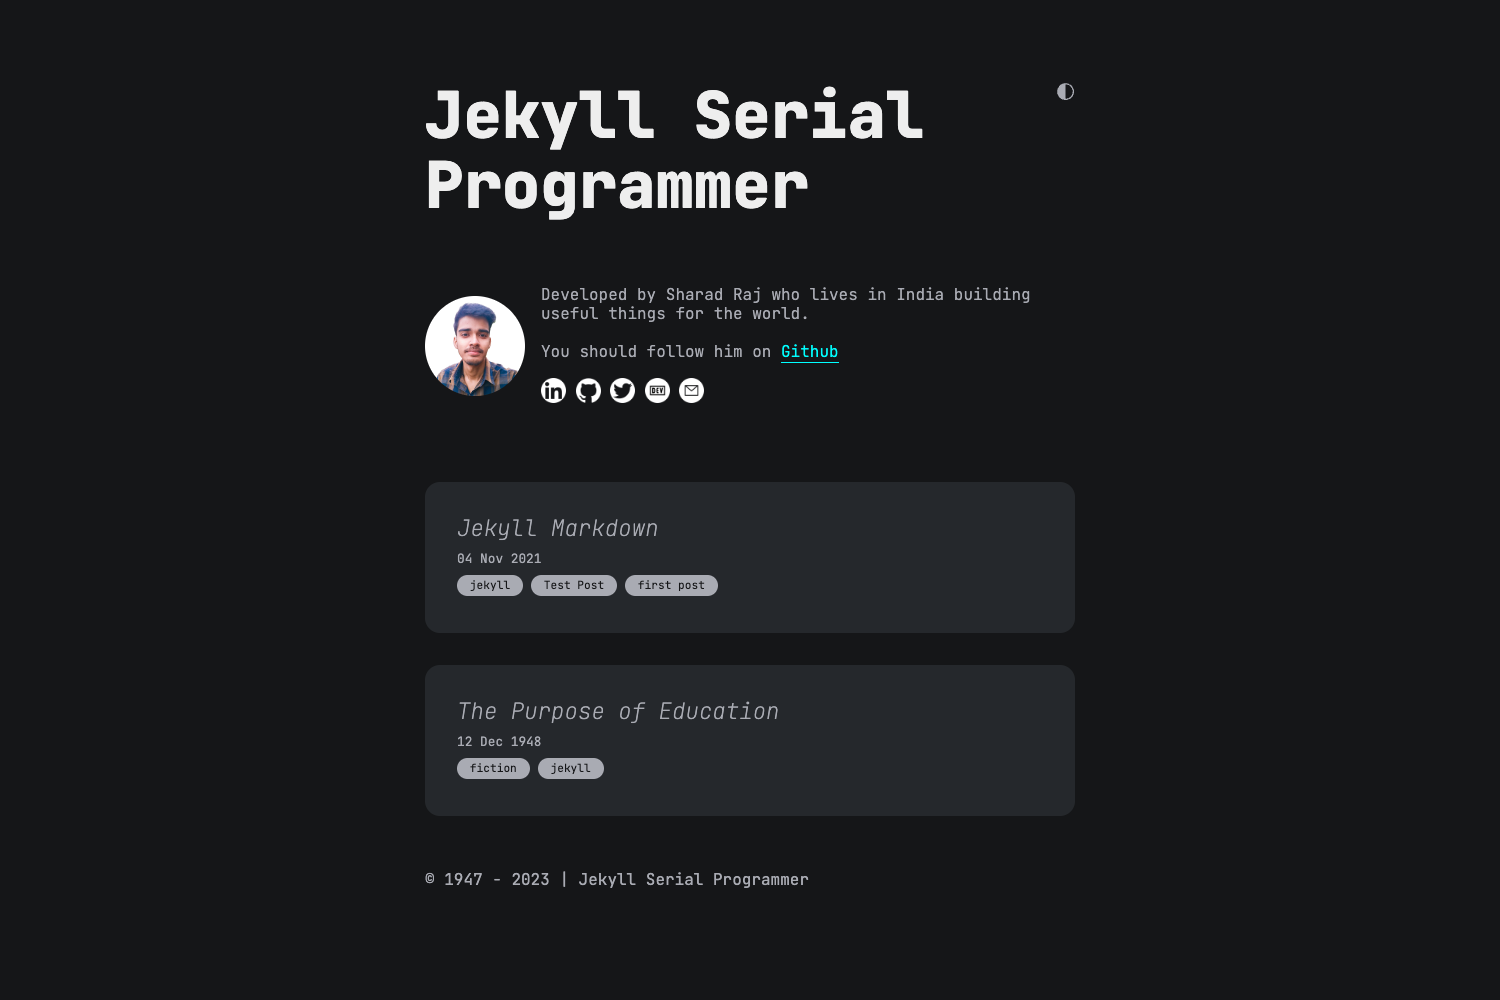 Jekyll Serial
Programmer
Developed by Sharad Raj who lives in India building
useful things for the world.
You should follow him on Github
in
DEV
Jekyll Markdown
04 Nov 2021
jekyll Test Post first post
The Purpose of Education
12 Dec 1948
fiction jekyll
© 1947 - 2023 | Jekyll Serial Programmer